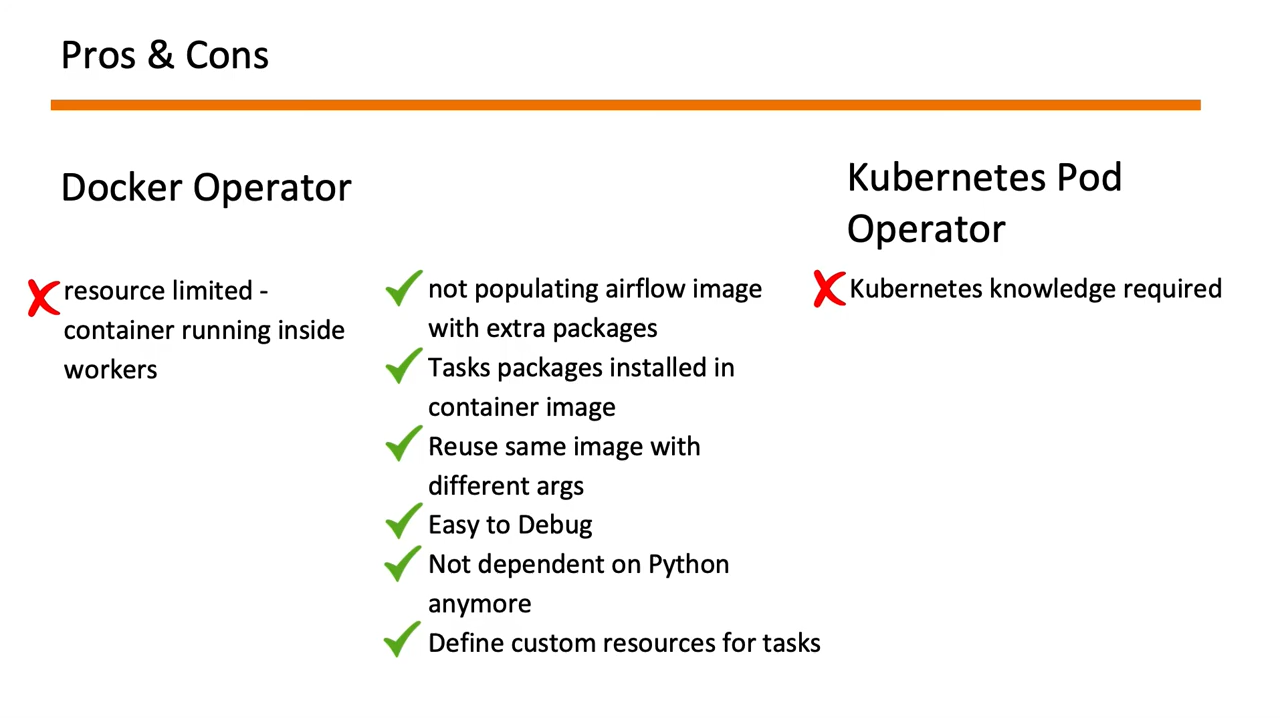 Pros & Cons
Docker Operator
resource limited -
container running inside
workers
not populating airflow image
with extra packages
Tasks packages installed in
container image
Reuse same image with
different args
Easy to Debug
Not dependent on Python
anymore
Define custom resources for tasks
Kubernetes Pod
Operator
Kubernetes knowledge required